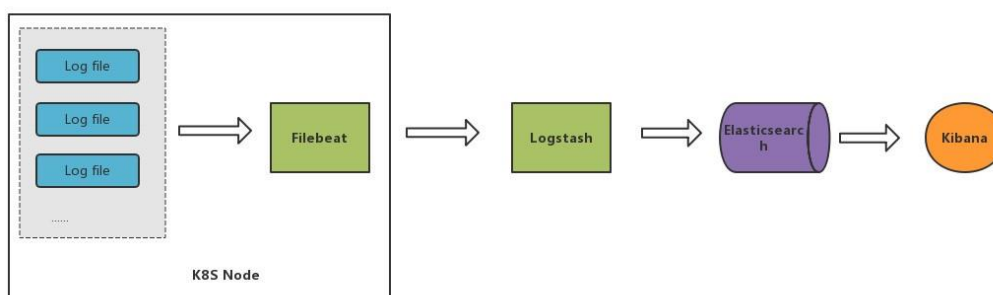 Log file
Log file
Log file
......
Filebeat
K8S Node
Logstash
Elasticsearc
h
Kibana